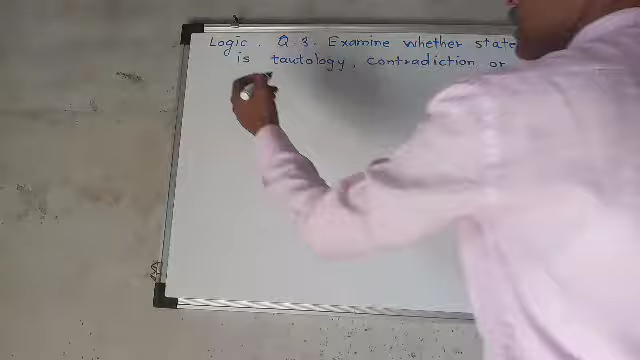 Logic. Q.3. Examine whether state
is tautology, contradiction or